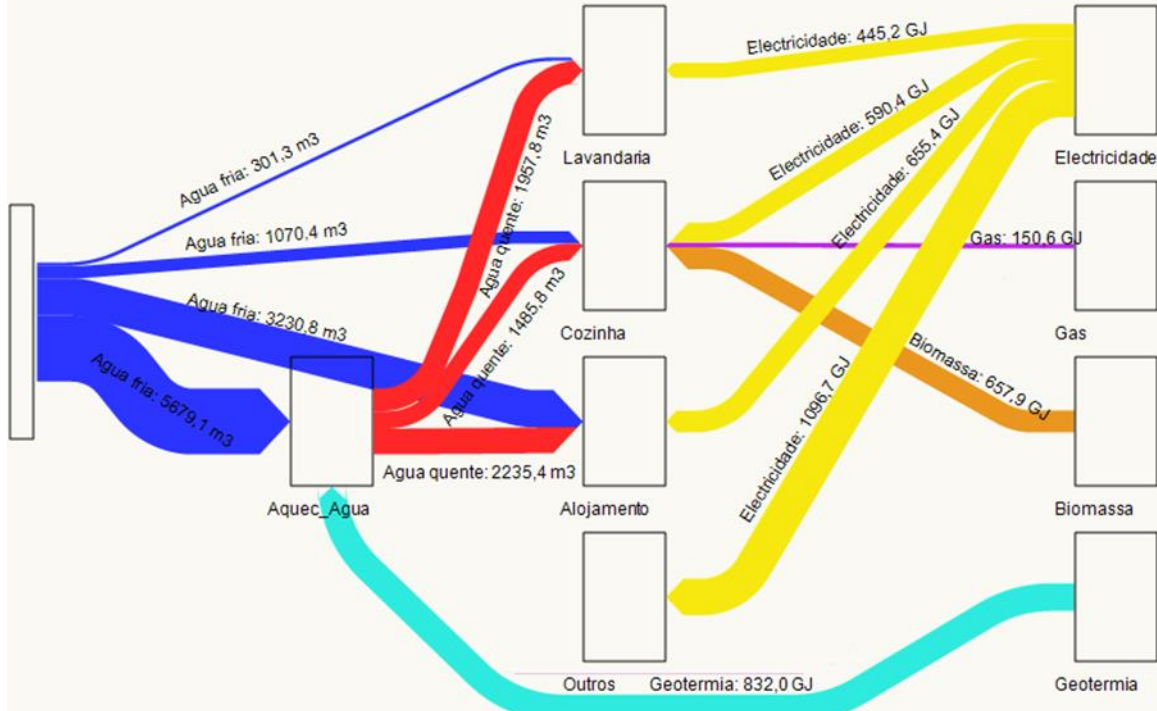 Electricidade: 445,2 GJ
Agua fria: 301,3 m3
Agua quente: 1957,8 m3
Electricidade: 590,4 GJ
Lavandaria
Electricidade
Electricidade: 655,4 GJ
Agua fria: 1070,4 m3
Gas: 150,6 GJ
Agua fria: 3230,8 m3
Agua quente: 1485,8 m3
Cozinha
Gas
Biomassa: 657,9 GJ
Agua fria: 5679,1 m3
Electricidade: 1096,7 GJ
Agua quente: 2235,4 m3
Aquec_Agua
Alojamento
Biomassa
Outros
Geotermia: 832,0 GJ
Geotermia